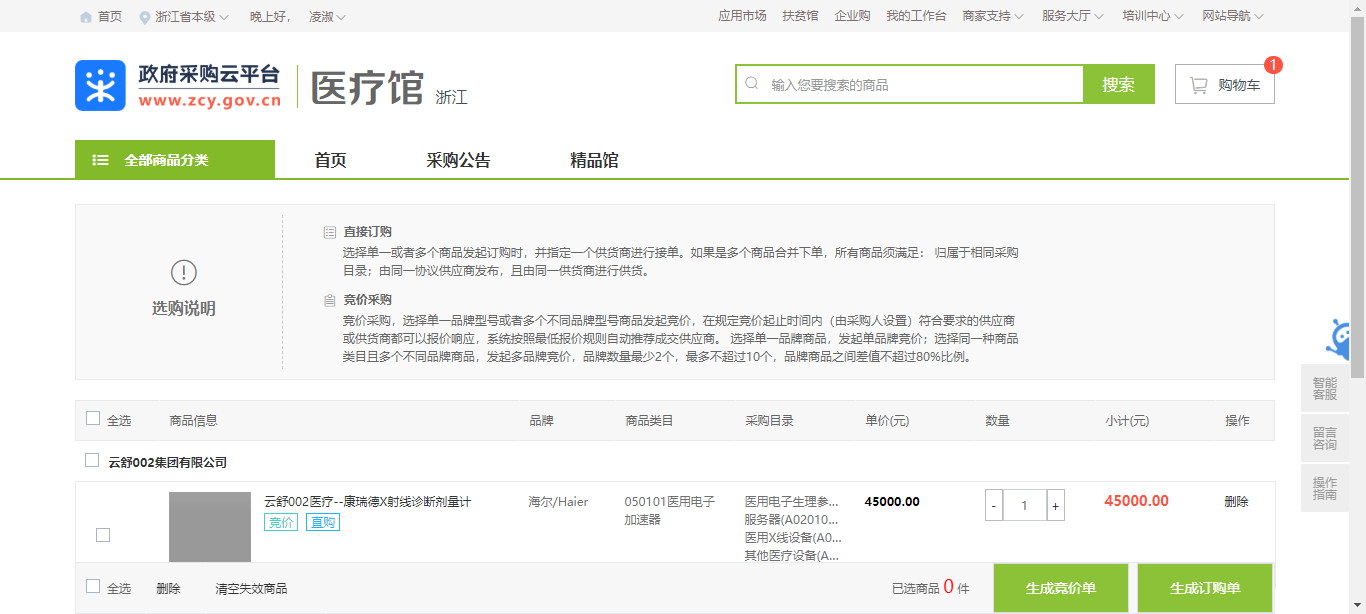 首页 浙江省本级 晚上好， 凌淑 应用市场 扶贫馆 企业购 我的工作台 商家支持 服务大厅 培训中心 网站导航
政府采购云平台
www.zcy.gov.cn
医疗馆 浙江
输入您要搜索的商品 搜索 购物车 1
全部商品分类 首页 采购公告 精品馆
选购说明
直接订购
选择单一或者多个商品发起订购时，并指定一个供货商进行接单。如果是多个商品合并下单，所有商品须满足： 归属于相同采购
目录；由同一协议供应商发布，且由同一供货商进行供货。
竞价采购
竞价采购，选择单一品牌型号或者多个不同品牌型号商品发起竞价，在规定竞价起止时间内（由采购人设置）符合要求的供应商
或供货商都可以报价响应，系统按照最低报价规则自动推荐成交供应商。 选择单一品牌商品，发起单品牌竞价；选择同一种商品
类目且多个不同品牌商品，发起多品牌竞价，品牌数量最少2个，最多不超过10个，品牌商品之间差值不超过80%比例。
智能
客服
留言
咨询
操作
指南
全选 商品信息 品牌 商品类目 采购目录 单价(元) 数量 小计(元) 操作
云舒002集团有限公司
云舒002医疗--康瑞德X射线诊断剂量计 海尔/Haier 050101医用电子 医用电子生理参... 45000.00 - 1 + 45000.00 删除
竞价 直购 加速器 服务器(A02010...
医用X线设备(A0...
其他医疗设备(A...
全选 删除 清空失效商品 已选商品 0 件 生成竞价单 生成订购单